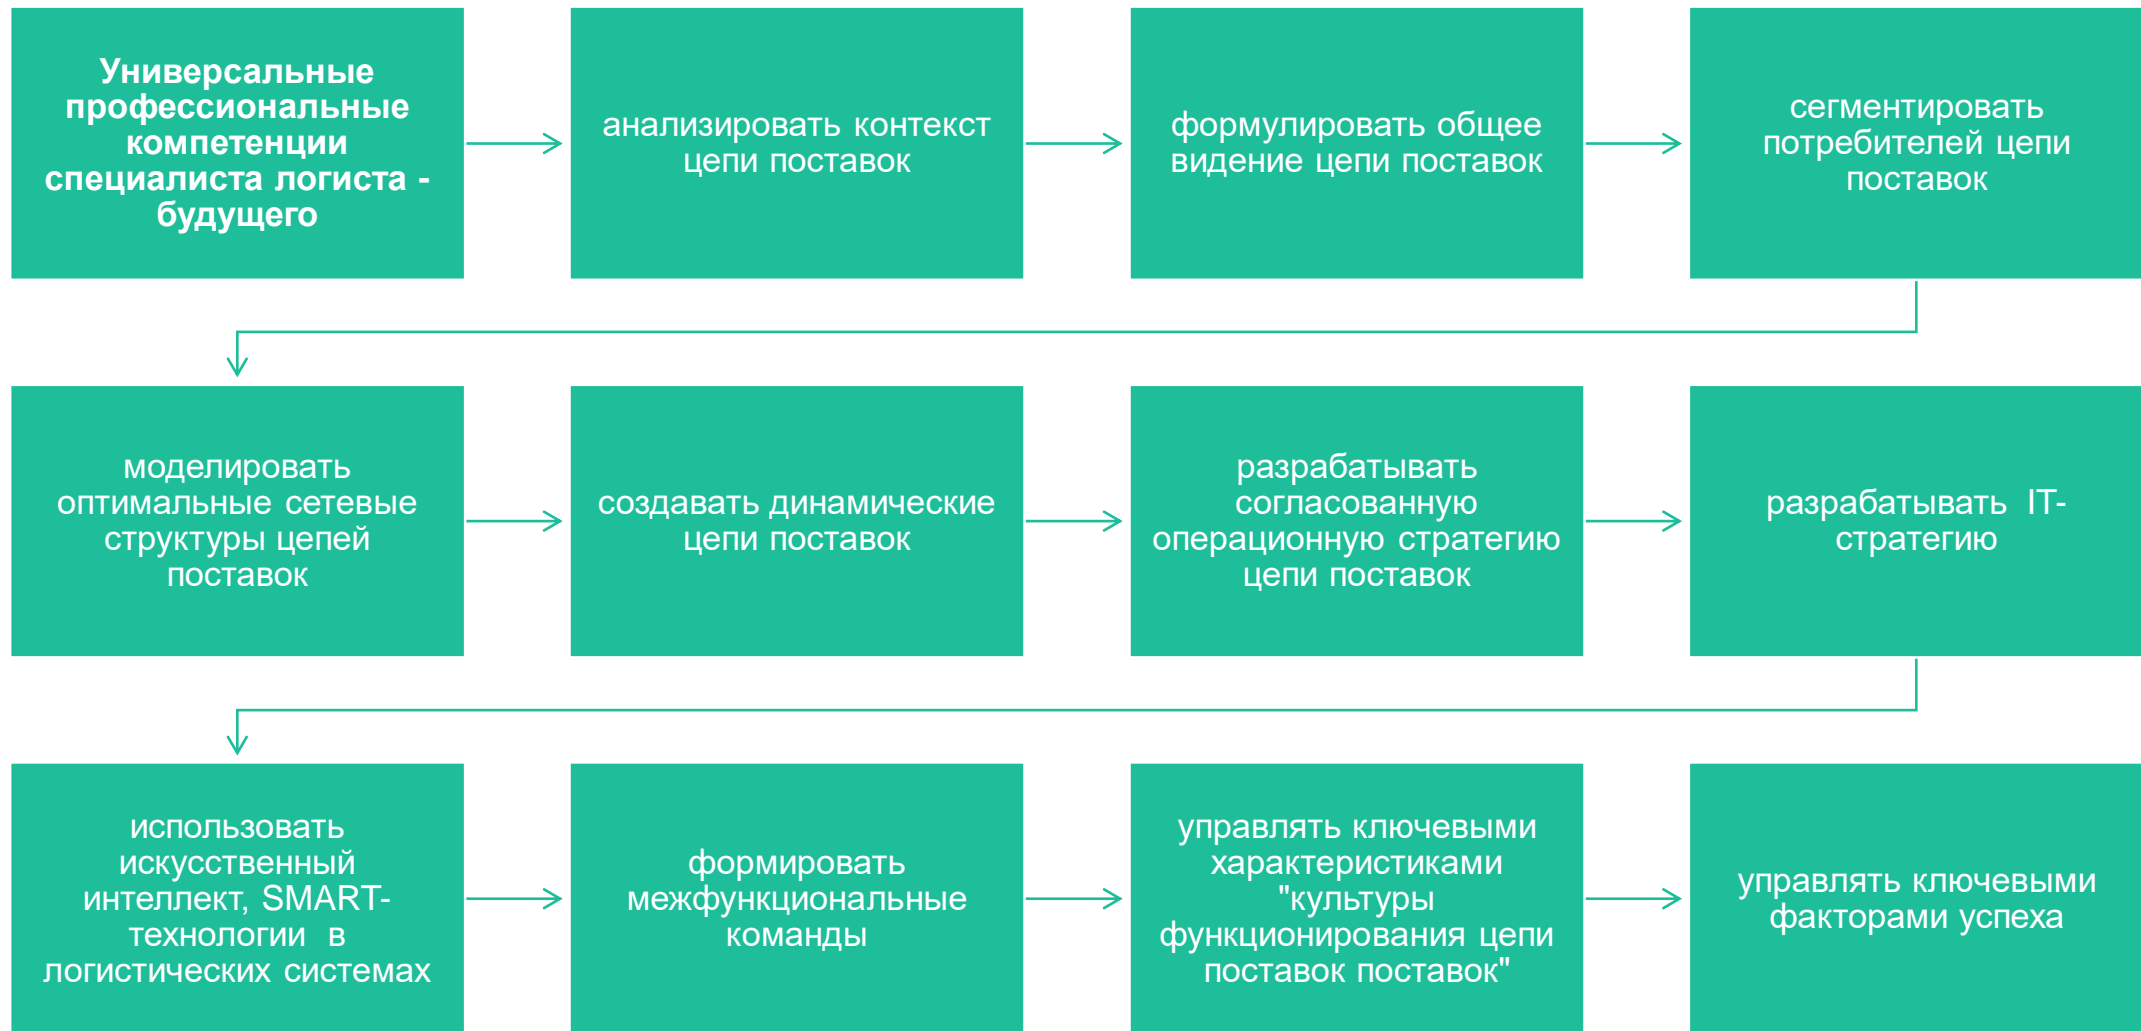 Универсальные
профессиональные
компетенции
специалиста логиста -
будущего
анализировать контекст
цепи поставок
формулировать общее
видение цепи поставок
сегментировать
потребителей цепи
поставок
моделировать
оптимальные сетевые
структуры цепей
поставок
создавать динамические
цепи поставок
разрабатывать
согласованную
операционную стратегию
цепи поставок
разрабатывать IT-
стратегию
использовать
искусственный
интеллект, SMART-
технологии в
логистических системах
формировать
межфункциональные
команды
управлять ключевыми
характеристиками
"культуры
функционирования цепи
поставок поставок"
управлять ключевыми
факторами успеха